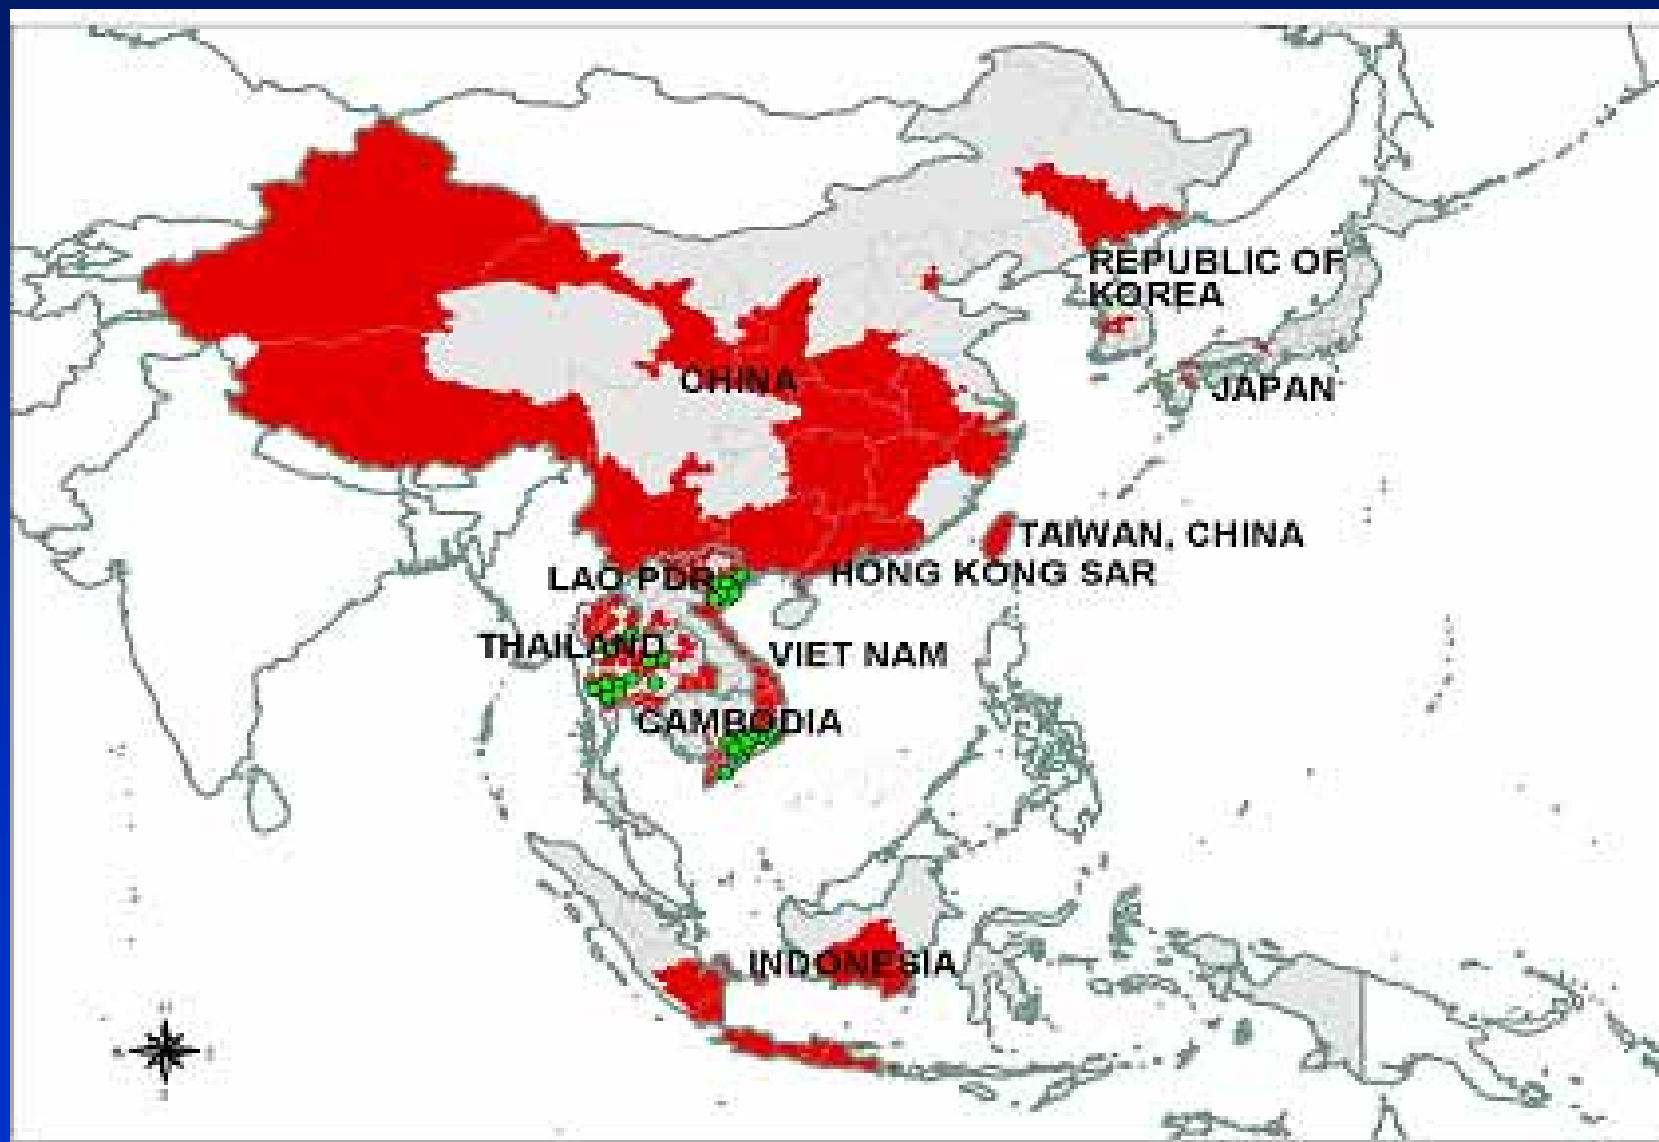 REPUBLIC OF
KOREA
CHINA
JAPAN
TAIWAN, CHINA
LAO PDR
HONG KONG SAR
THAILAND
VIET NAM
CAMBODIA
INDONESIA